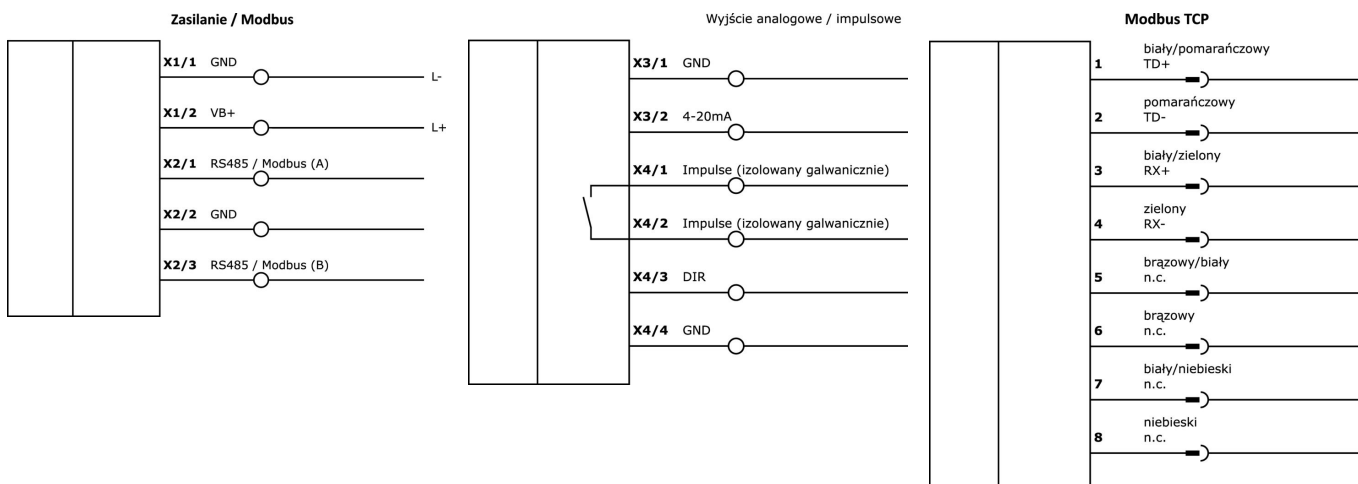 Zasilanie / Modbus
X1/1 GND
L-
X1/2 VB+
L+
X2/1 RS485 / Modbus (A)
X2/2 GND
X2/3 RS485 / Modbus (B)
Wyjście analogowe / impulsowe
X3/1 GND
X3/2 4-20mA
X4/1 Impulse (izolowany galwanicznie)
X4/2 Impulse (izolowany galwanicznie)
X4/3 DIR
X4/4 GND
Modbus TCP
biały/pomarańczowy
1 TD+
pomarańczowy
2 TD-
biały/zielony
3 RX+
zielony
4 RX-
brązowy/biały
5 n.c.
brązowy
6 n.c.
biały/niebieski
7 n.c.
niebieski
8 n.c.